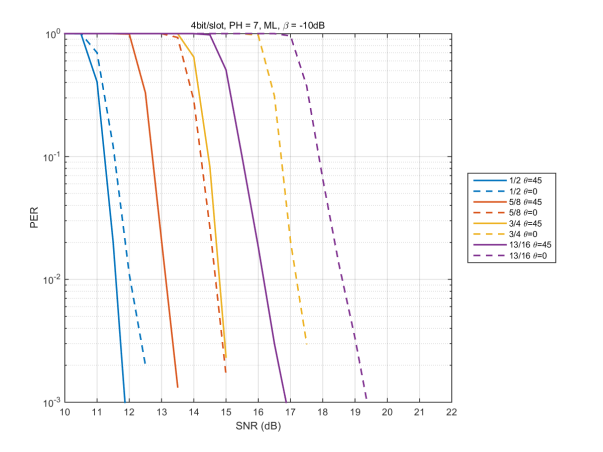 4bit/slot, PH = 7, ML, β = -10dB
10^0
10^-1
10^-2
10^-3
PER
10 11 12 13 14 15 16 17 18 19 20 21 22
SNR (dB)
1/2 θ=45
1/2 θ=0
5/8 θ=45
5/8 θ=0
3/4 θ=45
3/4 θ=0
13/16 θ=45
13/16 θ=0